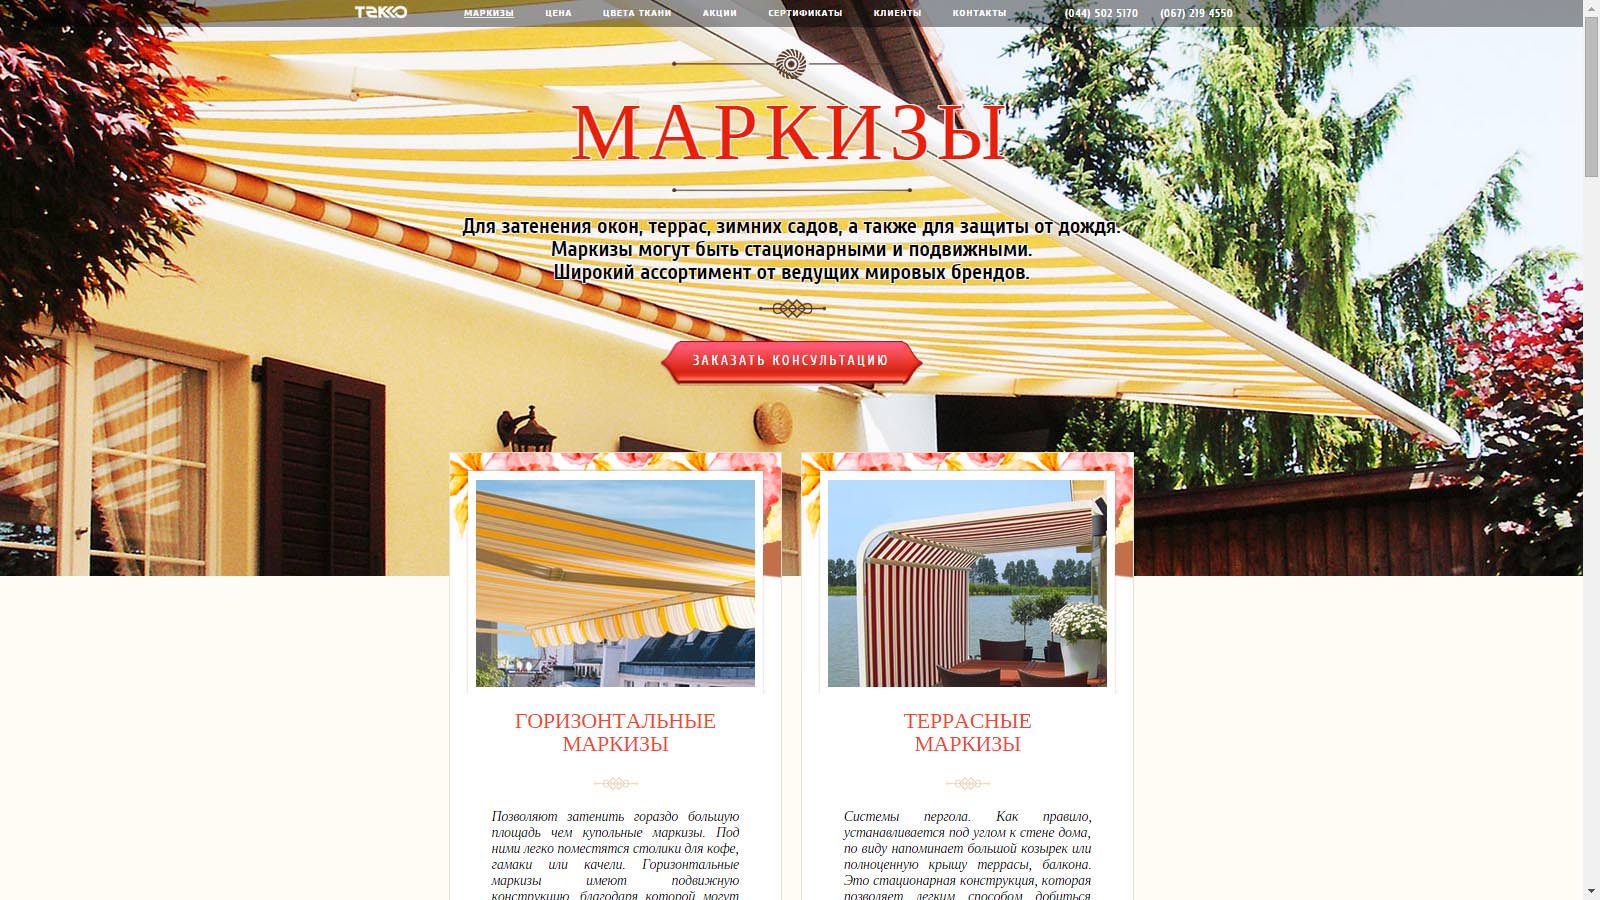 TEKKO
МАРКИЗЫ ЦЕНА ЦВЕТА ТКАНИ АКЦИИ СЕРТИФИКАТЫ КЛИЕНТЫ КОНТАКТЫ (044) 502 5170 (067) 219 4550
МАРКИЗЫ
Для затенения окон, террас, зимних садов, а также для защиты от дождя.
Маркизы могут быть стационарными и подвижными.
Широкий ассортимент от ведущих мировых брендов.
ЗАКАЗАТЬ КОНСУЛЬТАЦИЮ
ГОРИЗОНТАЛЬНЫЕ
МАРКИЗЫ
Позволяют затенить гораздо большую
площадь чем купольные маркизы. Под
ними легко поместятся столики для кофе,
гамаки или качели. Горизонтальные
маркизы имеют подвижную
конструкцию, благодаря которой могут
ТЕРРАСНЫЕ
МАРКИЗЫ
Системы пергола. Как правило,
устанавливается под углом к стене дома,
по виду напоминает большой козырек или
полноценную крышу террасы, балкона.
Это стационарная конструкция, которая
позволяет легким способом добиться